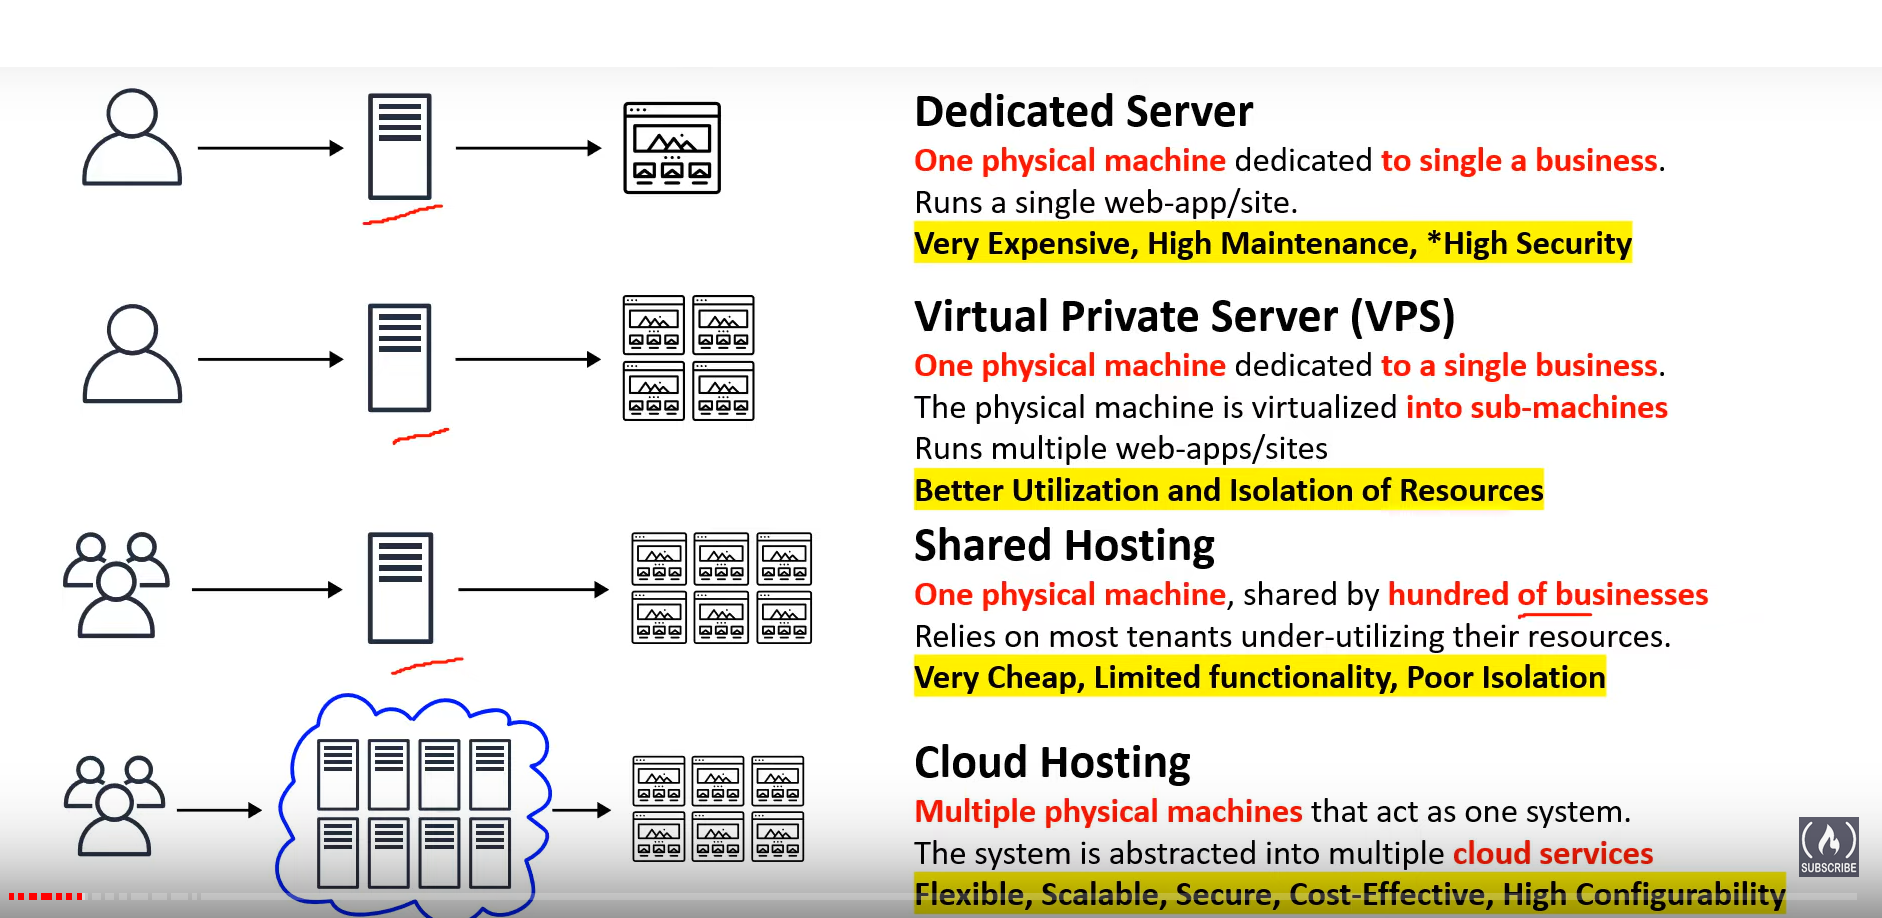 Dedicated Server
One physical machine dedicated to single a business.
Runs a single web-app/site.
Very Expensive, High Maintenance, *High Security
Virtual Private Server (VPS)
One physical machine dedicated to a single business.
The physical machine is virtualized into sub-machines
Runs multiple web-apps/sites
Better Utilization and Isolation of Resources
Shared Hosting
One physical machine, shared by hundred of businesses
Relies on most tenants under-utilizing their resources.
Very Cheap, Limited functionality, Poor Isolation
Cloud Hosting
Multiple physical machines that act as one system.
The system is abstracted into multiple cloud services
Flexible, Scalable, Secure, Cost-Effective, High Configurability
SUBSCRIBE